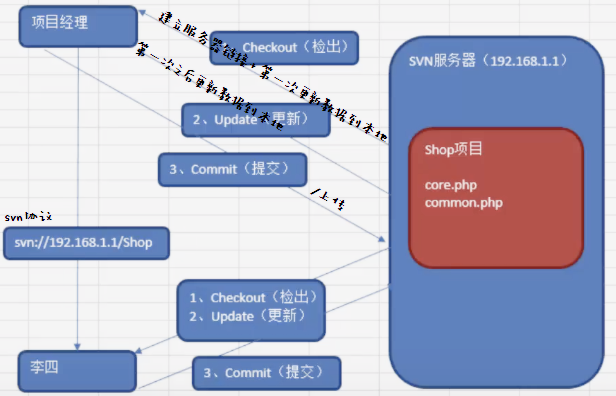 项目经理
建立服务器链接+第一次更新数据到本地
Checkout（检出）
第一次之后更新数据到本地
2、Update（更新）
3、Commit（提交）
/上传
svn协议
svn://192.168.1.1/Shop
SVN服务器（192.168.1.1）
Shop项目
core.php
common.php
1、Checkout（检出）
2、Update（更新）
李四
3、Commit（提交）